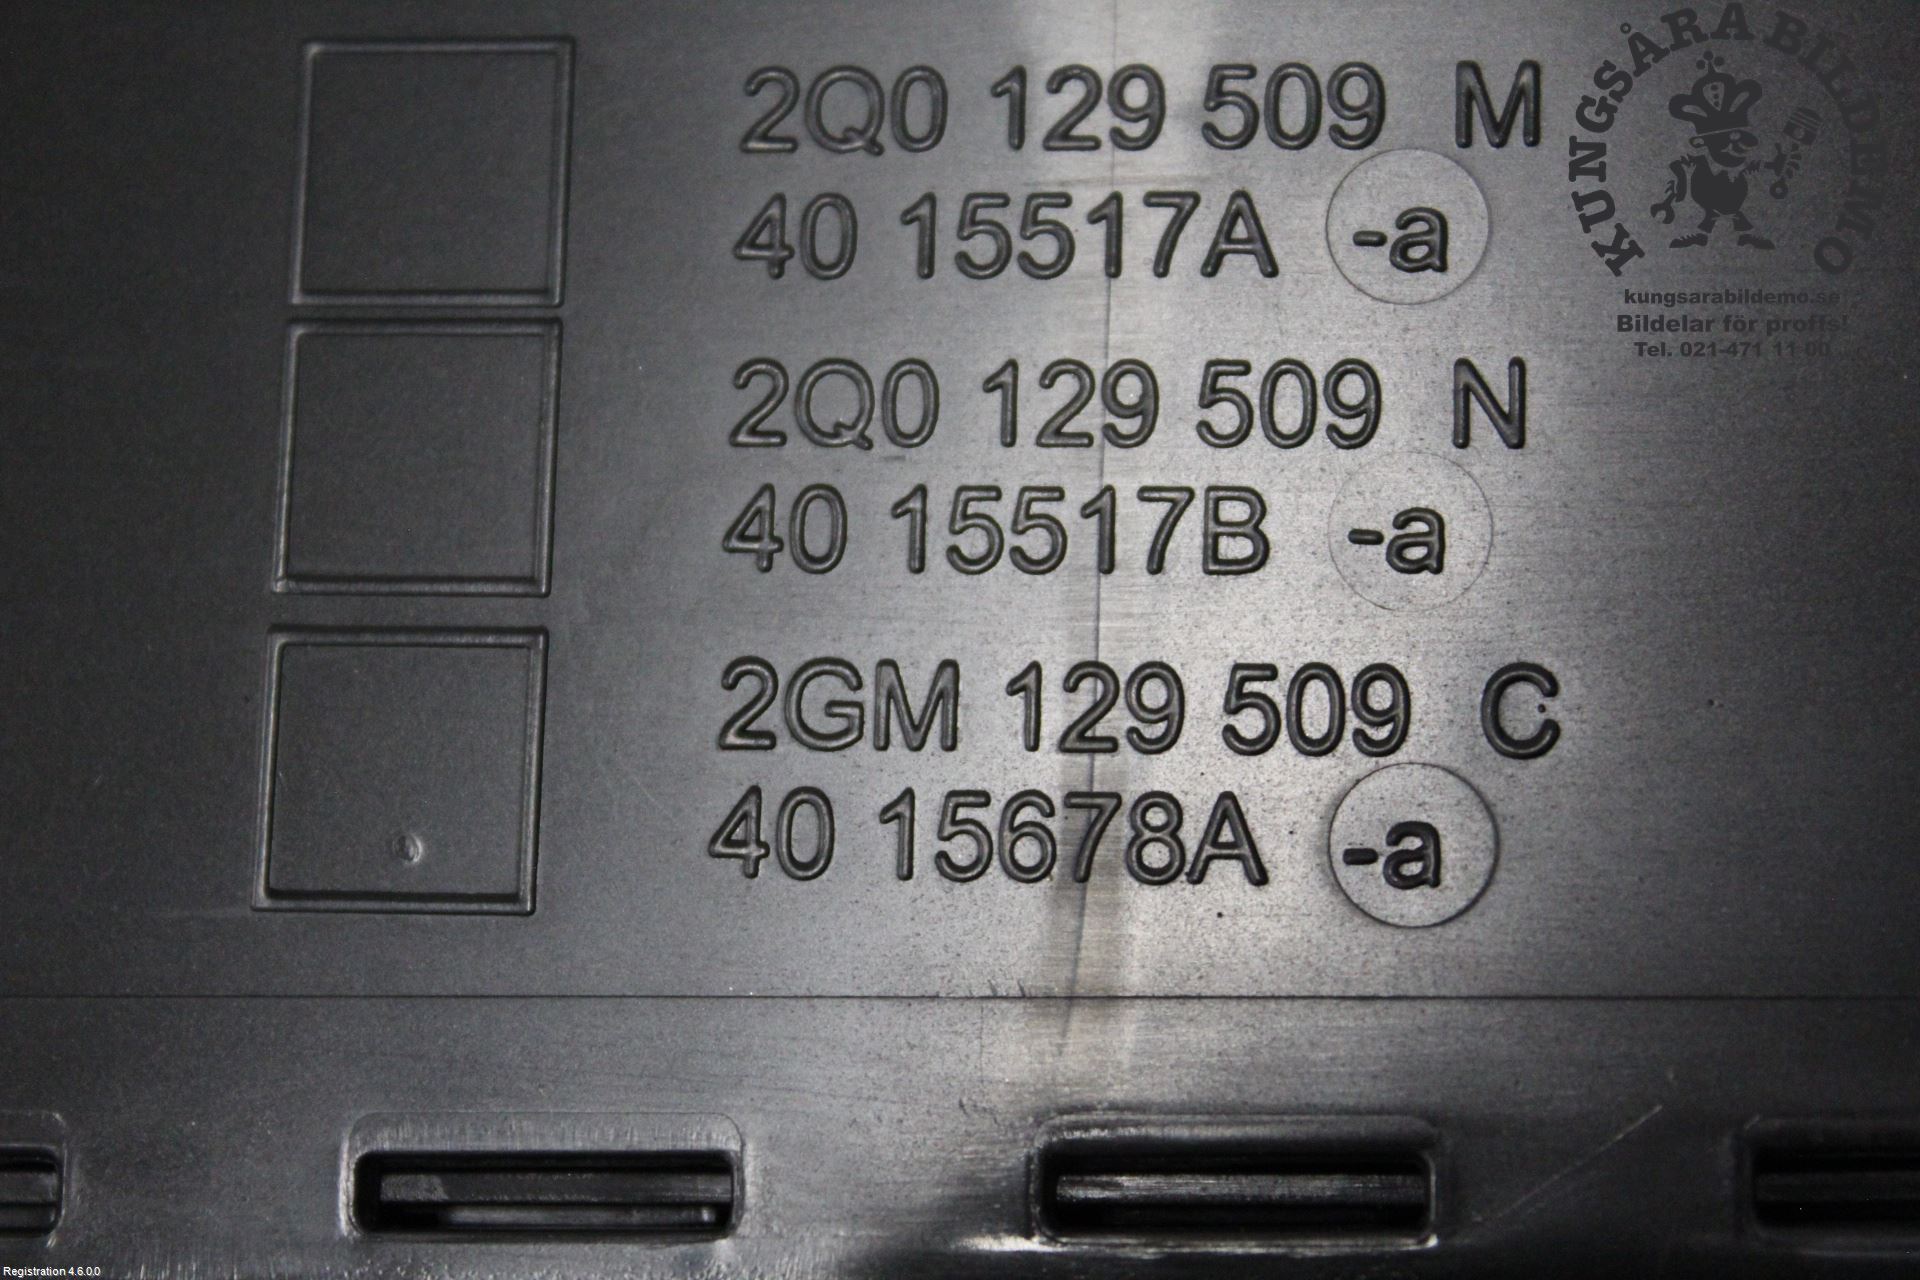 2Q0 129 509 M
40 15517A -a
2Q0 129 509 N
40 15517B -a
2GM 129 509 C
40 15678A -a
KUNGSÅRA BILDEMO
kungsarabildemo.se
Bildelar för proffs!
Tel. 021-471 11 00
Registration 4.6.0.0